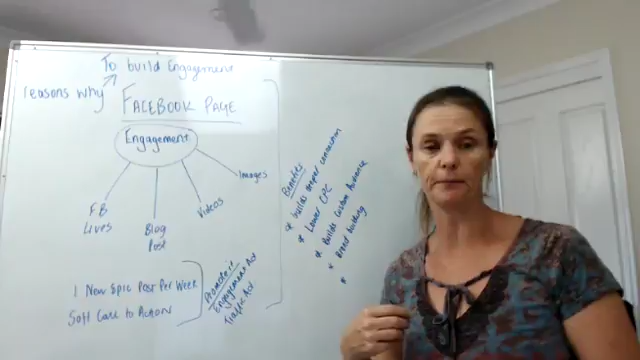 To build Engagement
reasons why
FACEBOOK PAGE
Engagement
FB
Lives
Blog
Post
Videos
Images
1 New Epic Post Per Week
Soft Call to Action
Promote it
Engagement Ad
Traffic Ad
Benefits
* builds deeper connection
* Lower CPC
* Builds Custom Audience
* Brand building
*